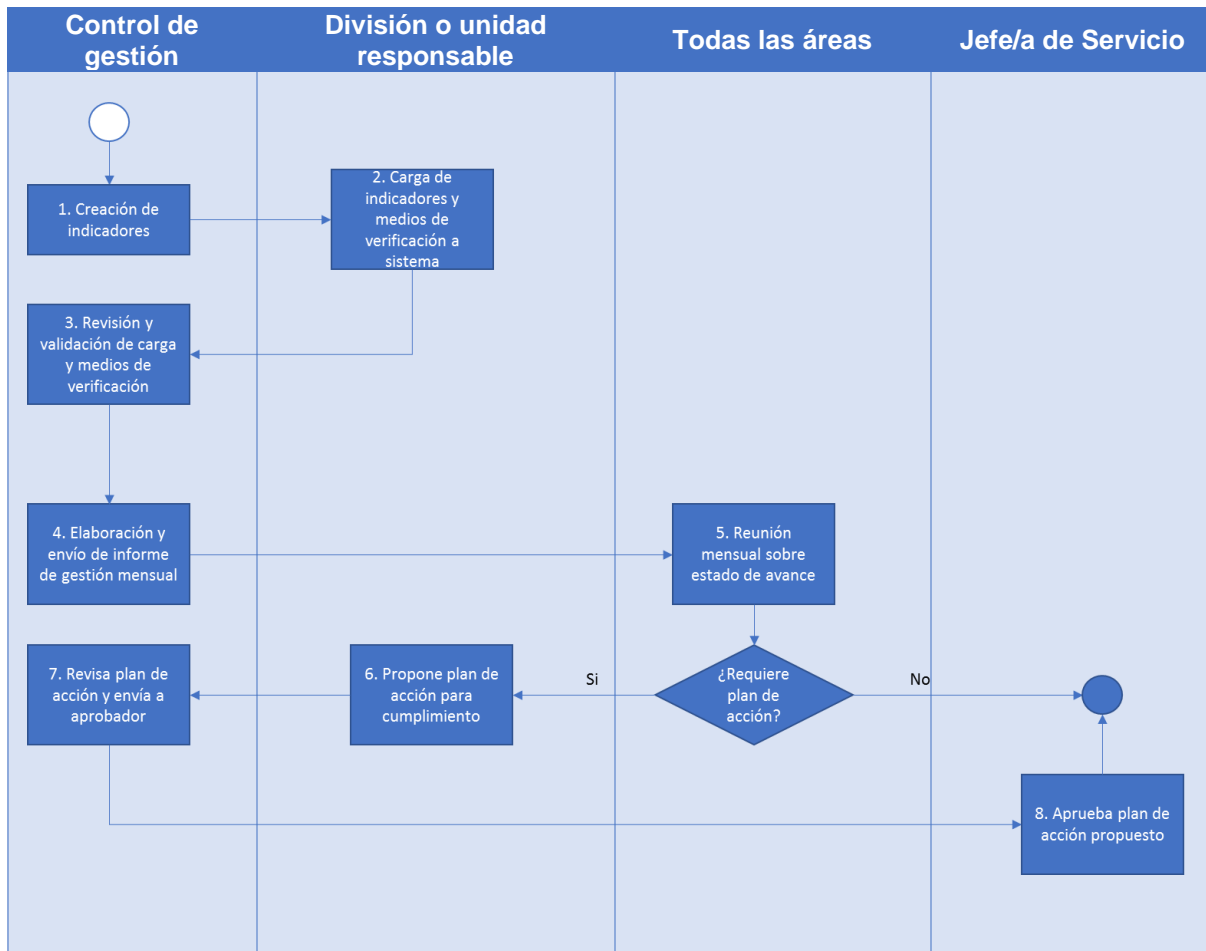 Control de
gestión
División o unidad
responsable
Todas las áreas
Jefe/a de Servicio
1. Creación de
indicadores
2. Carga de
indicadores y
medios de
verificación a
sistema
3. Revisión y
validación de carga
y medios de
verificación
4. Elaboración y
envío de informe
de gestión mensual
5. Reunión
mensual sobre
estado de avance
7. Revisa plan de
acción y envía a
aprobador
6. Propone plan de
acción para
cumplimiento
Si
¿Requiere
plan de
acción?
No
8. Aprueba plan de
acción propuesto